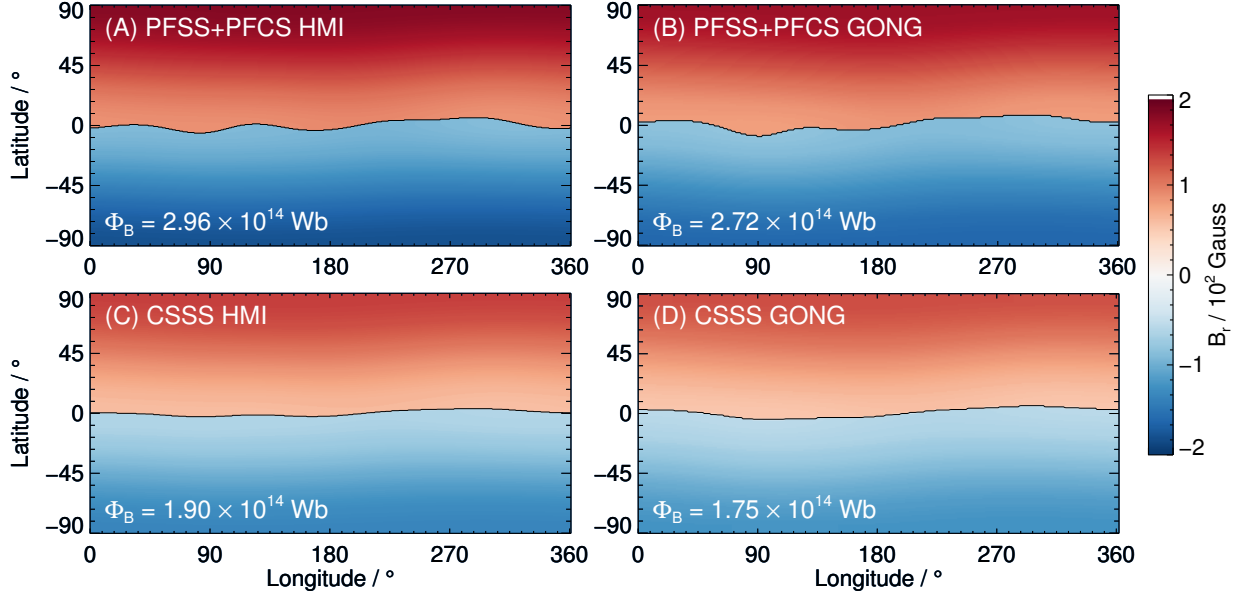 (A) PFSS+PFCS HMI
(B) PFSS+PFCS GONG
90
45
0
−45
−90
Latitude / °
Φ_B = 2.96 × 10^14 Wb
0 90 180 270 360
90
45
0
−45
−90
Φ_B = 2.72 × 10^14 Wb
0 90 180 270 360
(C) CSSS HMI
(D) CSSS GONG
90
45
0
−45
−90
Latitude / °
Φ_B = 1.90 × 10^14 Wb
0 90 180 270 360
Longitude / °
90
45
0
−45
−90
Φ_B = 1.75 × 10^14 Wb
0 90 180 270 360
Longitude / °
2
1
0
−1
−2
B_r / 10^2 Gauss